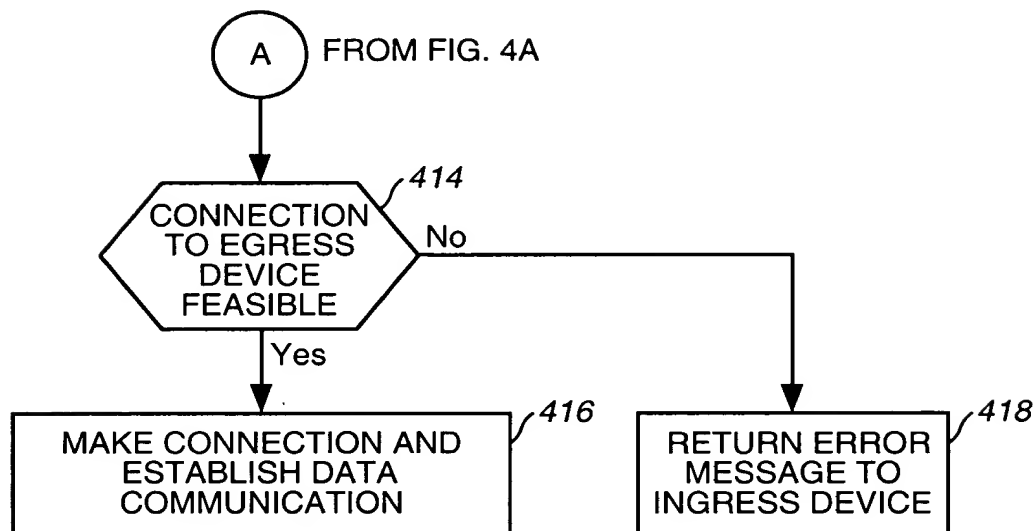 A
FROM FIG. 4A
414
CONNECTION
TO EGRESS
DEVICE
FEASIBLE
No
Yes
416
MAKE CONNECTION AND
ESTABLISH DATA
COMMUNICATION
418
RETURN ERROR
MESSAGE TO
INGRESS DEVICE